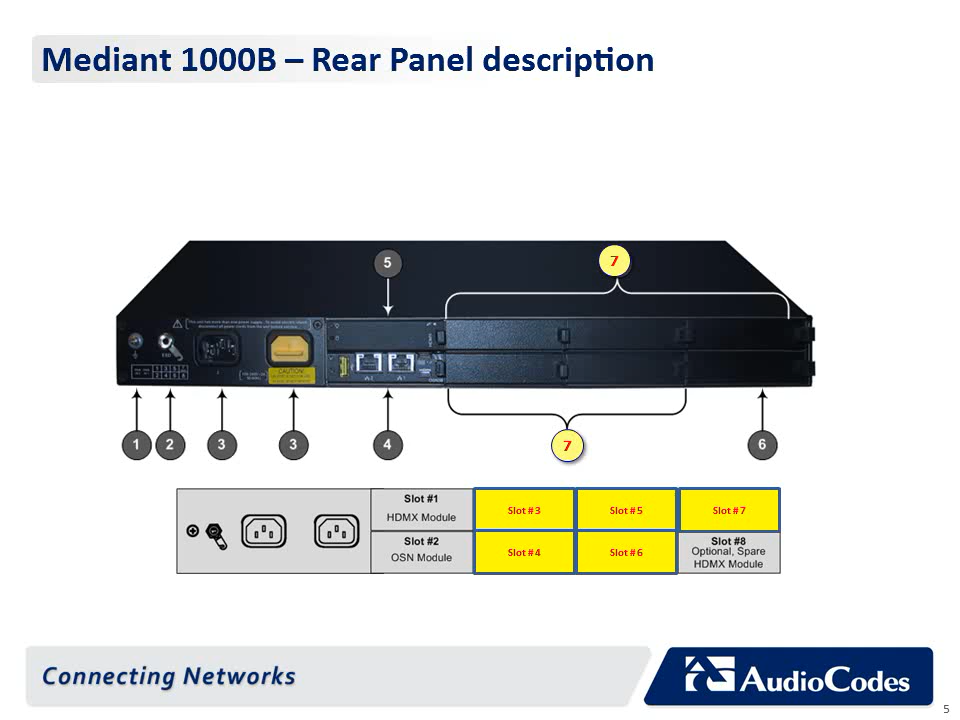 Mediant 1000B – Rear Panel description
5
7
CAUTION!
1
2
3
3
4
7
6
Slot #1
HDMX Module
Slot #3
Slot #5
Slot #7
Slot #2
OSN Module
Slot #4
Slot #6
Slot #8
Optional, Spare
HDMX Module
Connecting Networks
AudioCodes
5